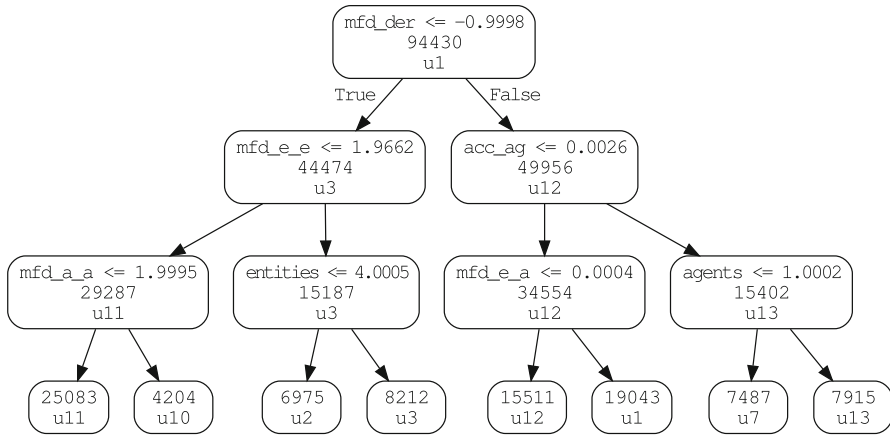 mfd_der <= −0.9998
94430
u1
True
False
mfd_e_e <= 1.9662
44474
u3
acc_ag <= 0.0026
49956
u12
mfd_a_a <= 1.9995
29287
u11
entities <= 4.0005
15187
u3
mfd_e_a <= 0.0004
34554
u12
agents <= 1.0002
15402
u13
25083
u11
4204
u10
6975
u2
8212
u3
15511
u12
19043
u1
7487
u7
7915
u13